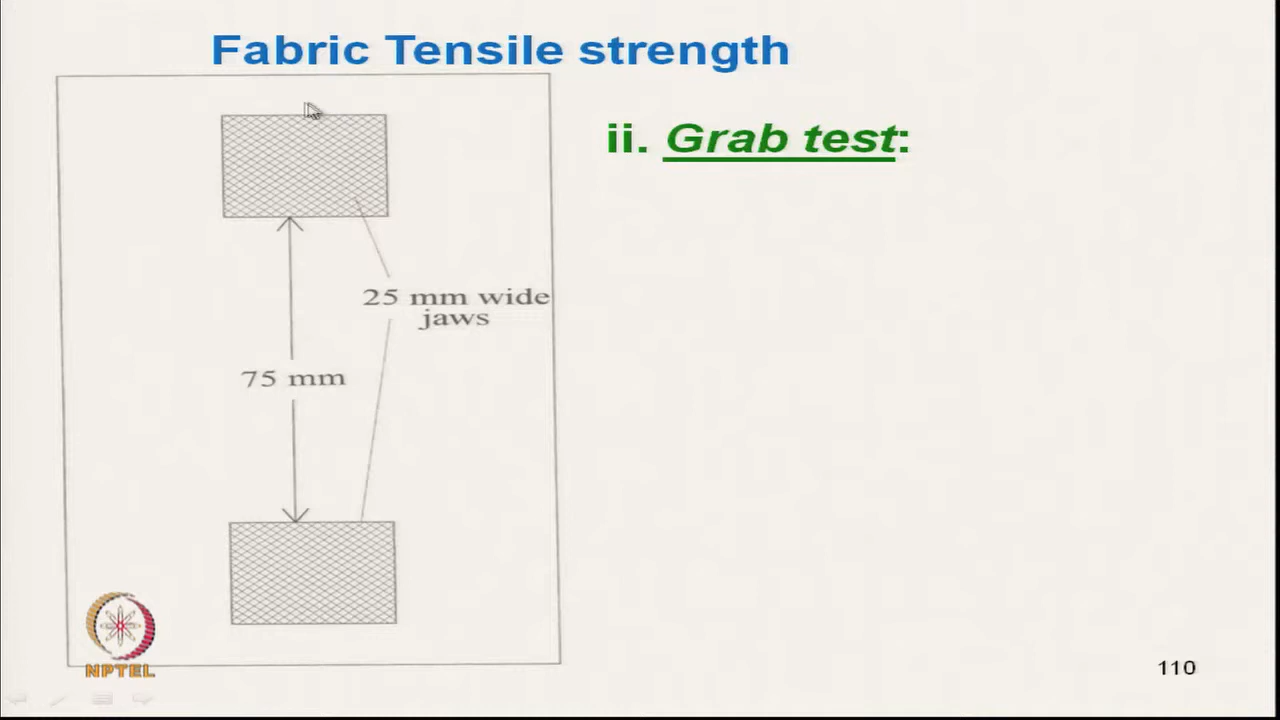 Fabric Tensile strength
ii. Grab test:
25 mm wide
jaws
75 mm
NPTEL
110